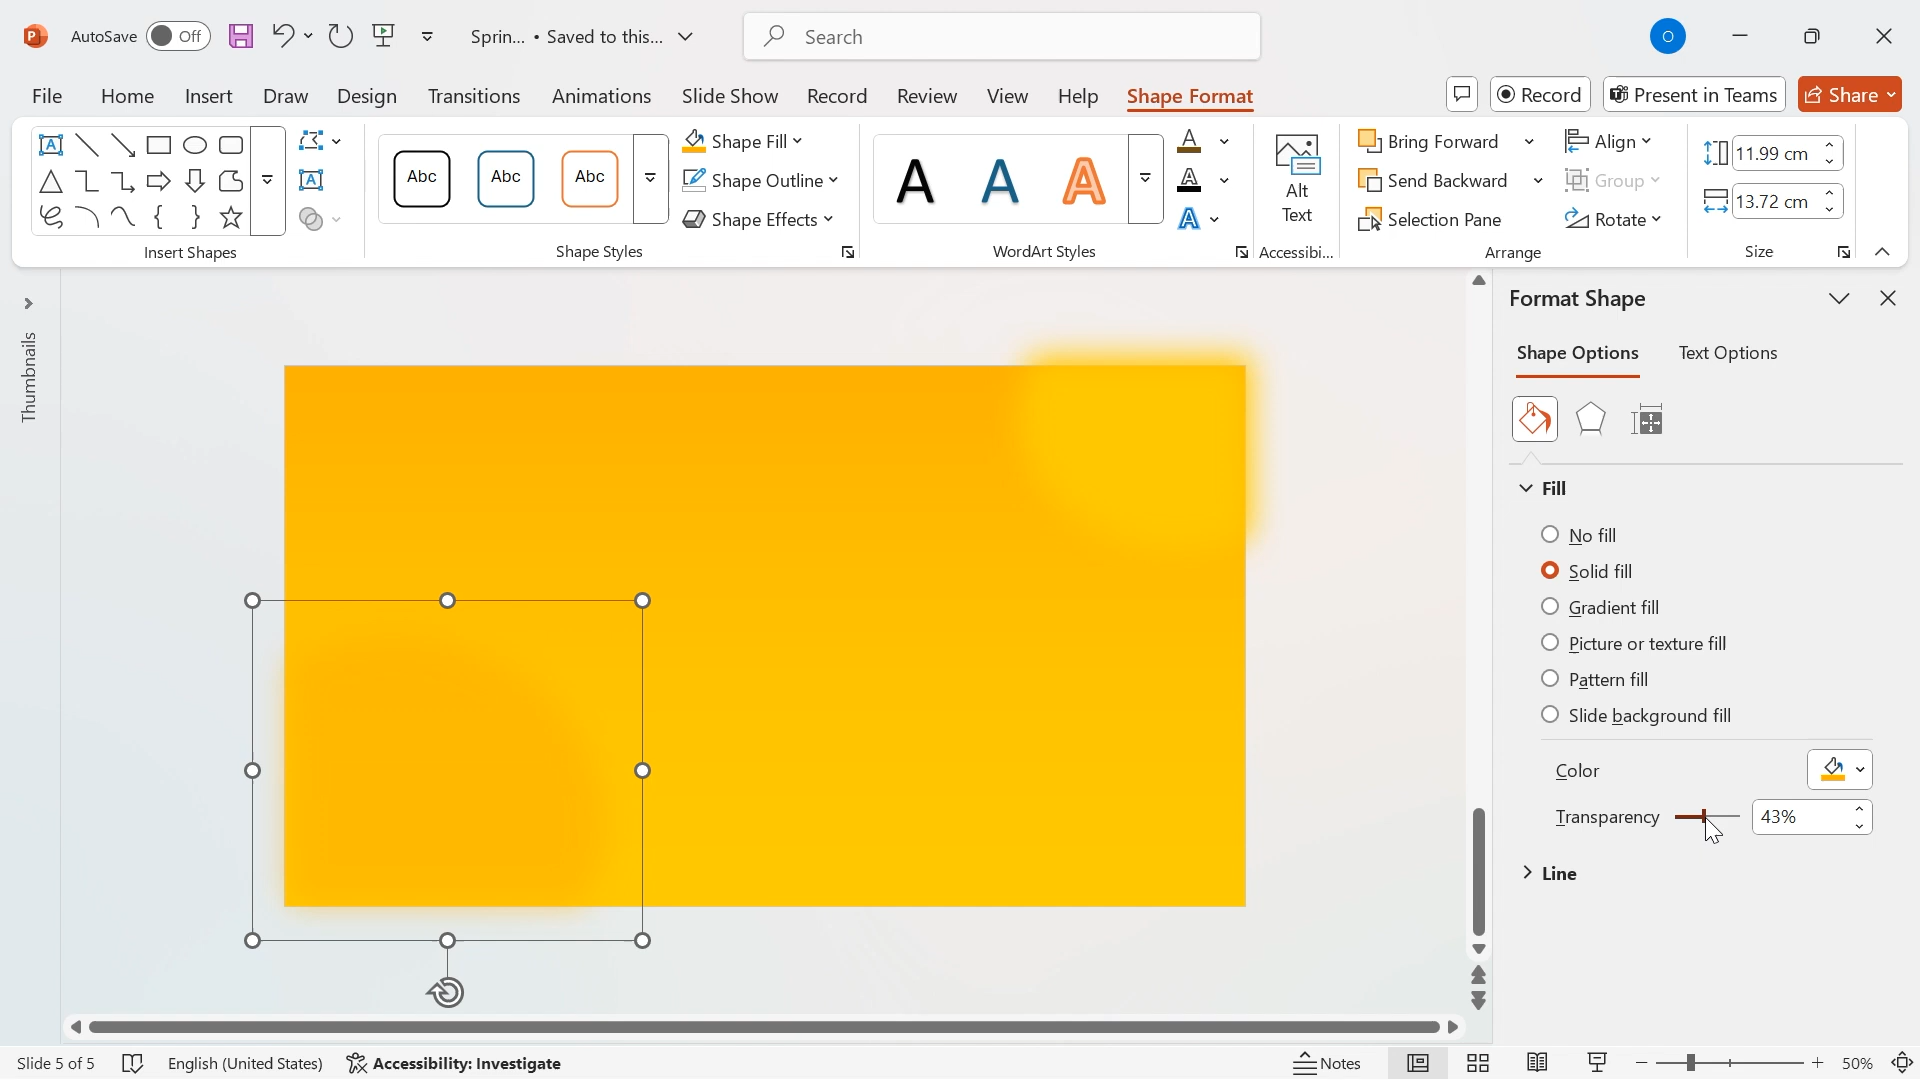 AutoSave Off Sprin... • Saved to this... Search O
File Home Insert Draw Design Transitions Animations Slide Show Record Review View Help Shape Format Record Present in Teams Share
A Abc Abc Abc Shape Fill A A A A Bring Forward Align 11.99 cm
A Shape Outline A Alt Text Send Backward Group 13.72 cm
Shape Effects A Selection Pane Rotate
Insert Shapes Shape Styles WordArt Styles Accessibi... Arrange Size
Thumbnails
Format Shape
Shape Options Text Options
Fill
No fill
Solid fill
Gradient fill
Picture or texture fill
Pattern fill
Slide background fill
Color
Transparency 43%
Line
Slide 5 of 5 English (United States) Accessibility: Investigate Notes 50%